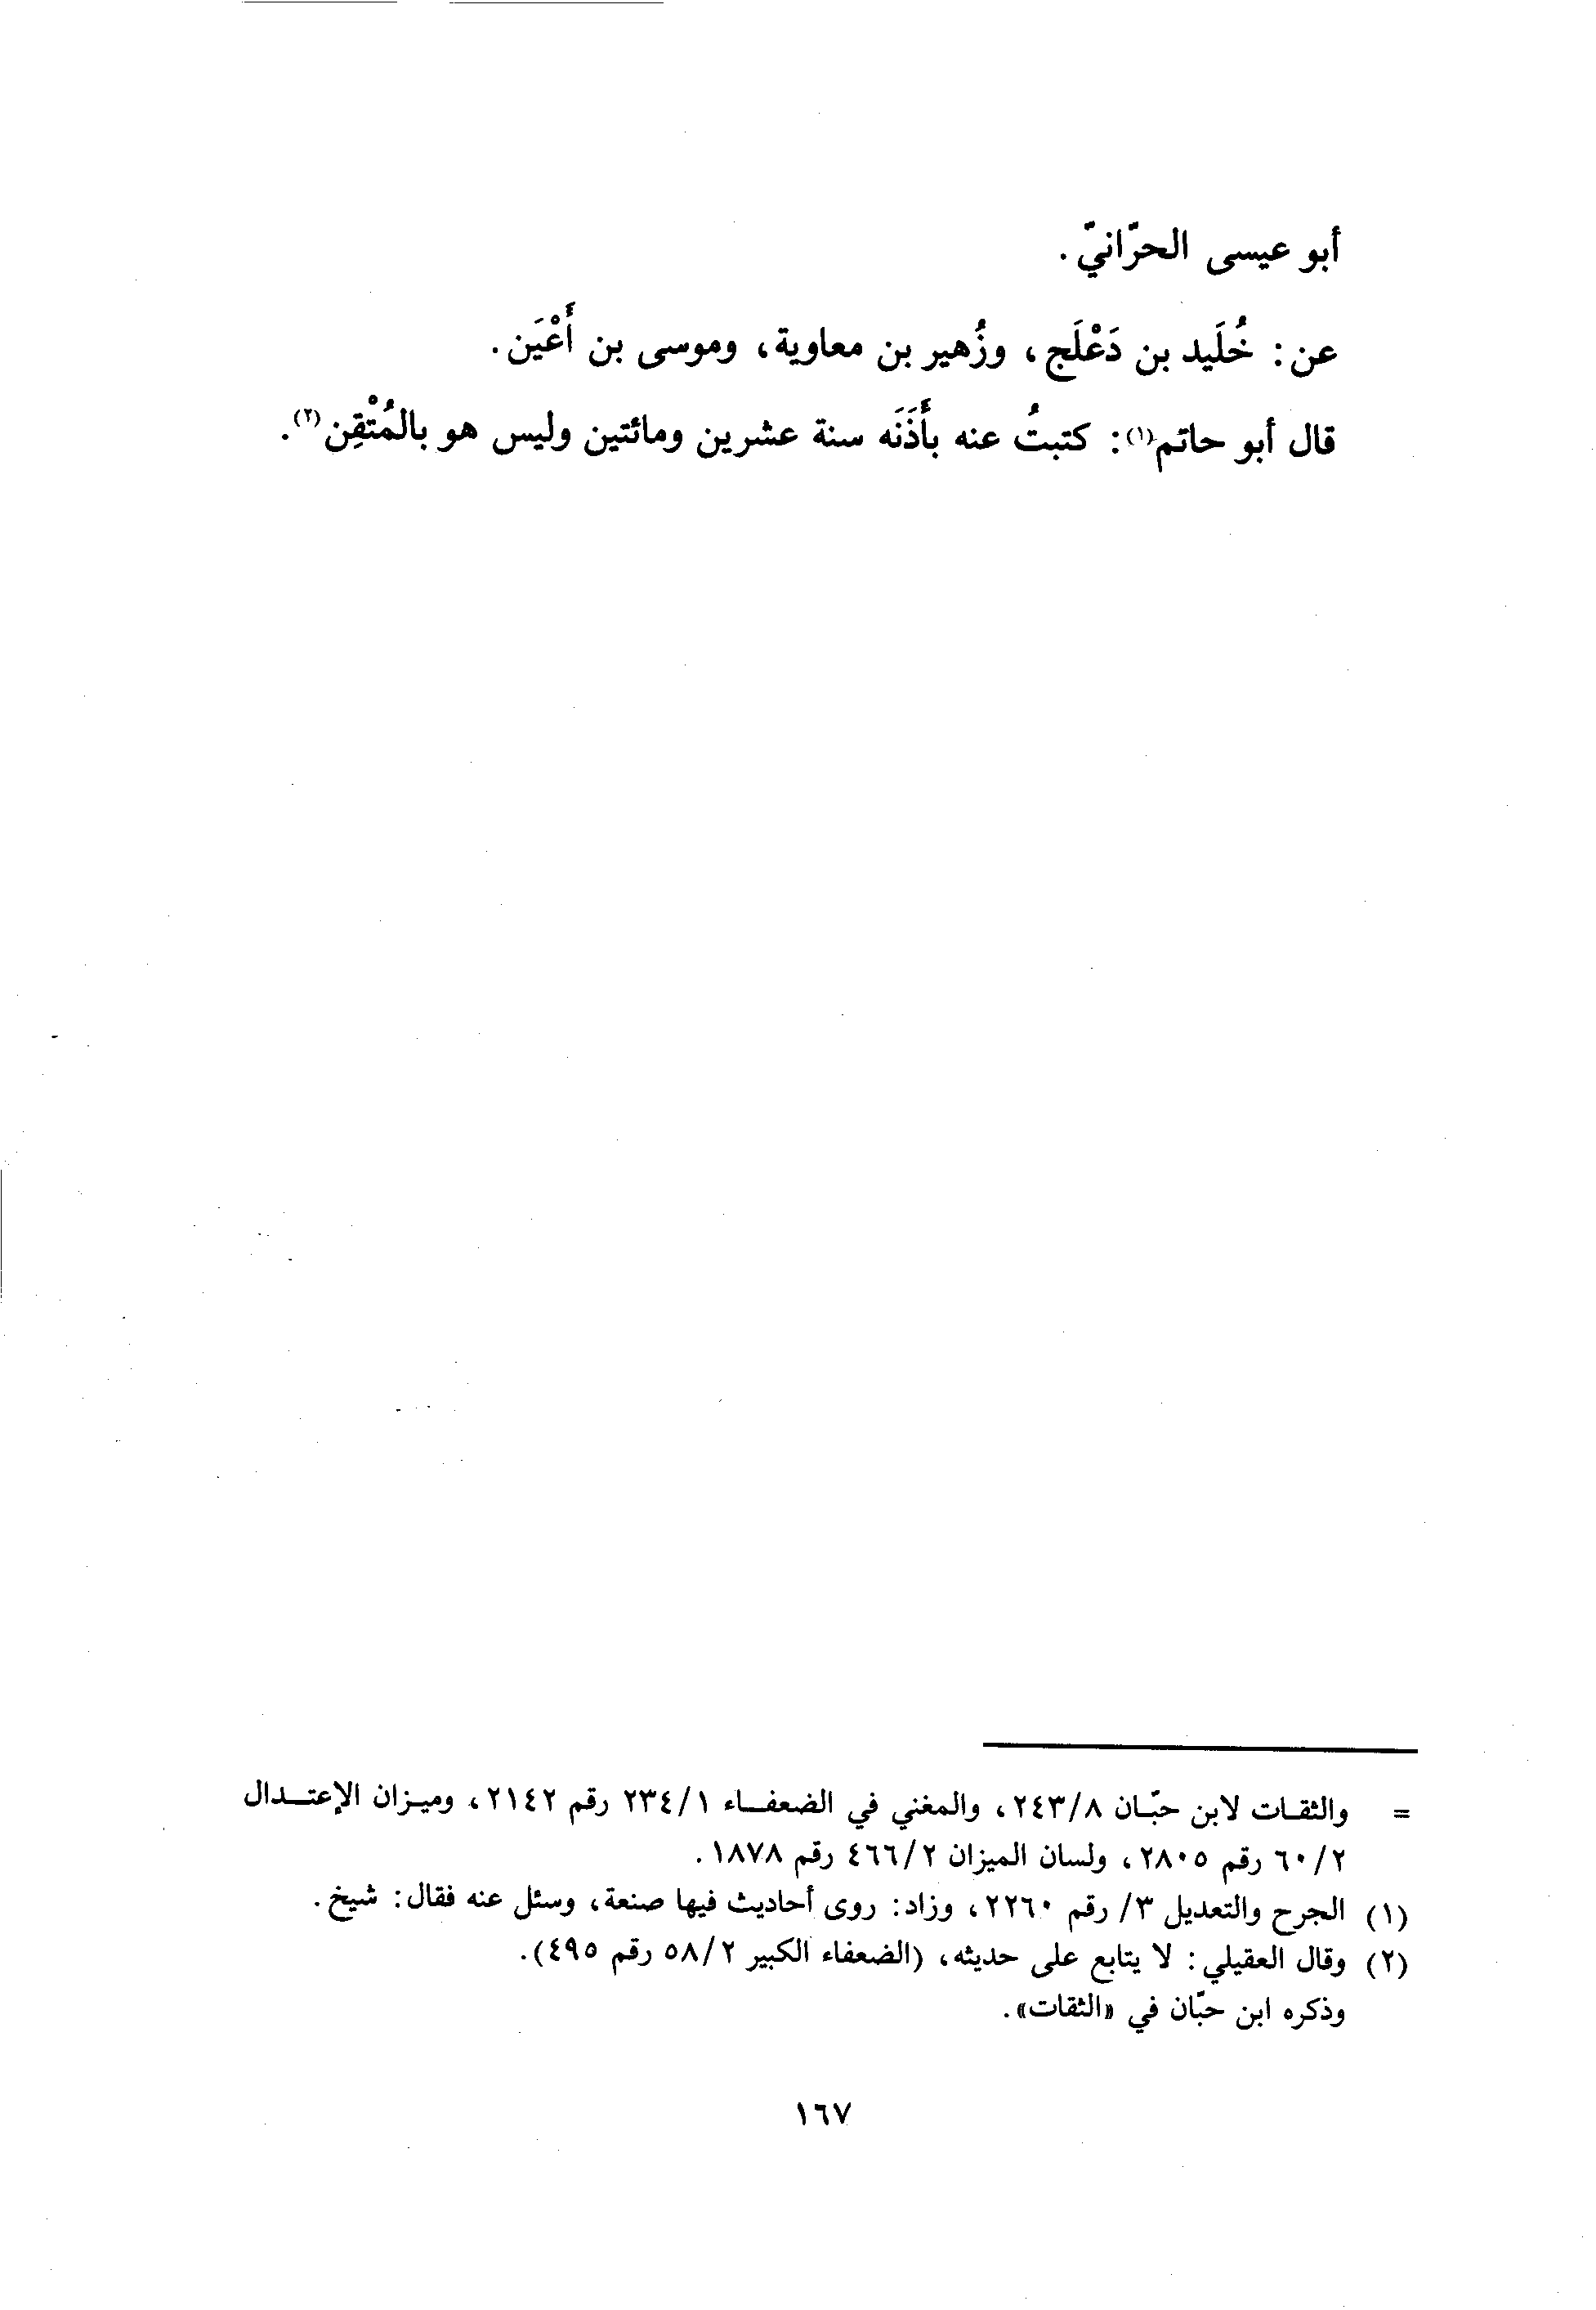 أبو عيسى الحرّانيّ.
عن: خُلَيد بن دَعْلَج، وزُهير بن معاوية، وموسى بن أَعْيَن.
قال أبو حاتم(١): كتبتُ عنه بأَذَنَه سنة عشرين ومائتين وليس هو بالمُتْقِن(٢).
= والثقات لابن حبّان ٢٤٣/٨، والمغني في الضعفاء ٢٣٤/١ رقم ٢١٤٢، وميزان الإعتدال
٦٠/٢ رقم ٢٨٠٥، ولسان الميزان ٤٦٦/٢ رقم ١٨٧٨.
(١) الجرح والتعديل ٣/ رقم ٢٢٦٠، وزاد: روى أحاديث فيها صنعة، وسئل عنه فقال: شيخ.
(٢) وقال العقيلي: لا يتابع على حديثه، (الضعفاء الكبير ٥٨/٢ رقم ٤٩٥).
وذكره ابن حبّان في «الثقات».
١٦٧